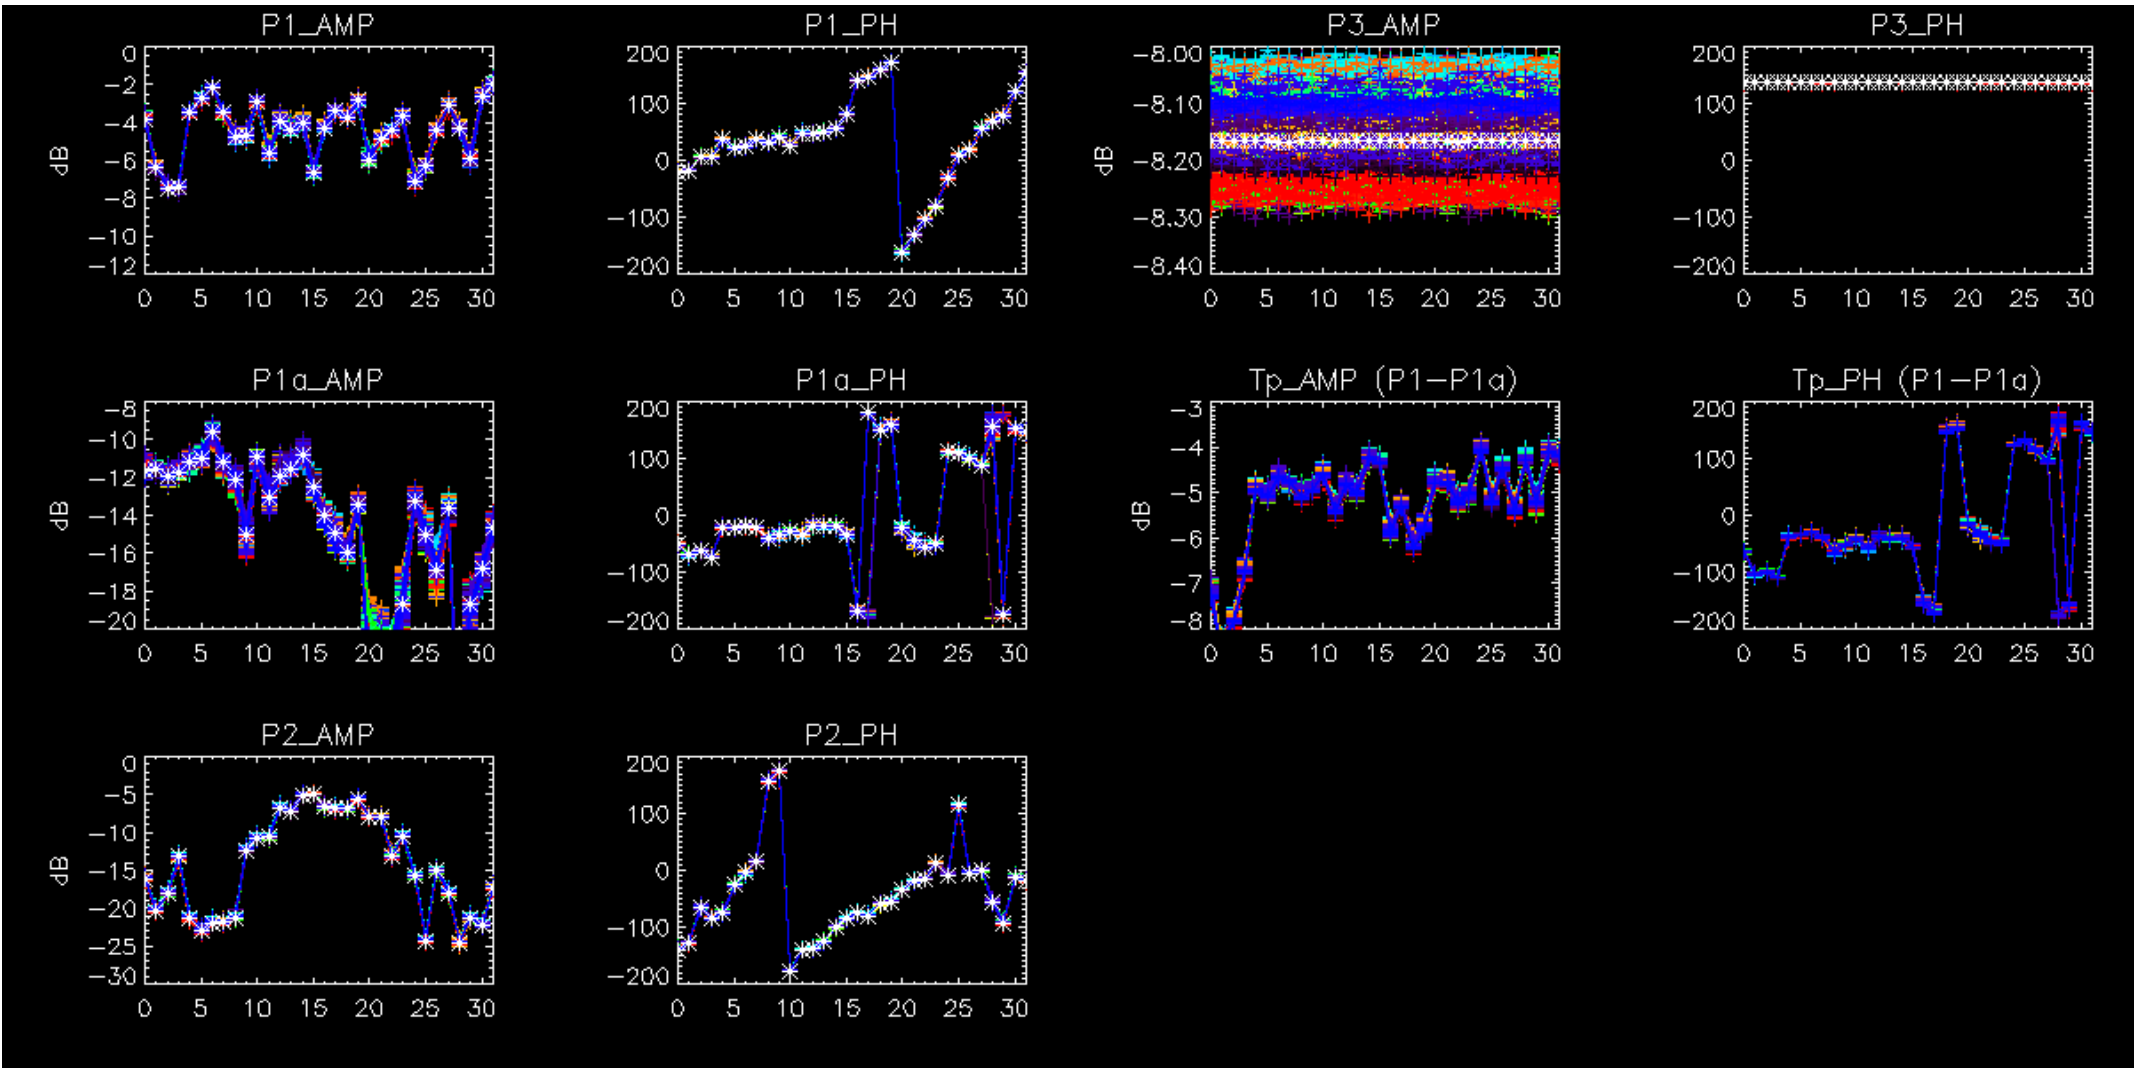 P1_AMP
dB
0
−2
−4
−6
−8
−10
−12
0 5 10 15 20 25 30
P1_PH
200
100
0
−100
−200
0 5 10 15 20 25 30
P3_AMP
dB
−8.00
−8.10
−8.20
−8.30
−8.40
0 5 10 15 20 25 30
P3_PH
200
100
0
−100
−200
0 5 10 15 20 25 30
P1a_AMP
dB
−8
−10
−12
−14
−16
−18
−20
0 5 10 15 20 25 30
P1a_PH
200
100
0
−100
−200
0 5 10 15 20 25 30
Tp_AMP (P1−P1a)
dB
−3
−4
−5
−6
−7
−8
0 5 10 15 20 25 30
Tp_PH (P1−P1a)
200
100
0
−100
−200
0 5 10 15 20 25 30
P2_AMP
dB
0
−5
−10
−15
−20
−25
−30
0 5 10 15 20 25 30
P2_PH
200
100
0
−100
−200
0 5 10 15 20 25 30